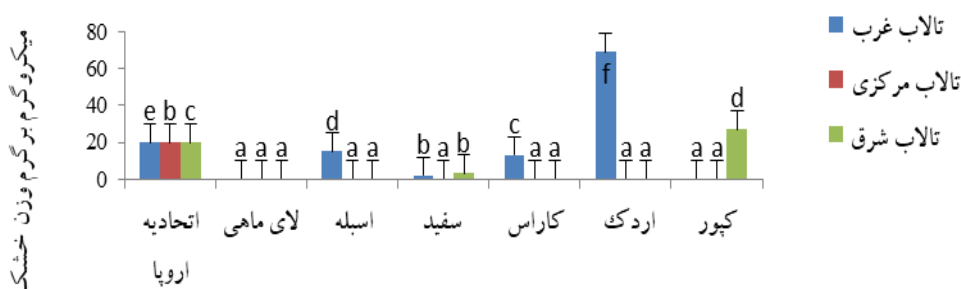 میکروگرم بر گرم وزن خشک
80
60
40
20
0
e b c
a a a
d a a
b a b
c a a
f a a
a a d
اتحادیه اروپا
لای ماهی
اسبله
سفید
کاراس
اردک
کپور
تالاب غرب
تالاب مرکزی
تالاب شرق